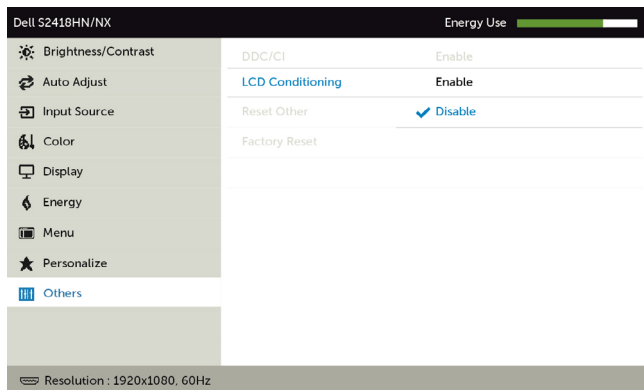 Dell S2418HN/NX Energy Use
Brightness/Contrast
DDC/CI Enable
Auto Adjust
LCD Conditioning Enable
Input Source
Reset Other Disable
Color
Factory Reset
Display
Energy
Menu
Personalize
Others
Resolution : 1920x1080, 60Hz